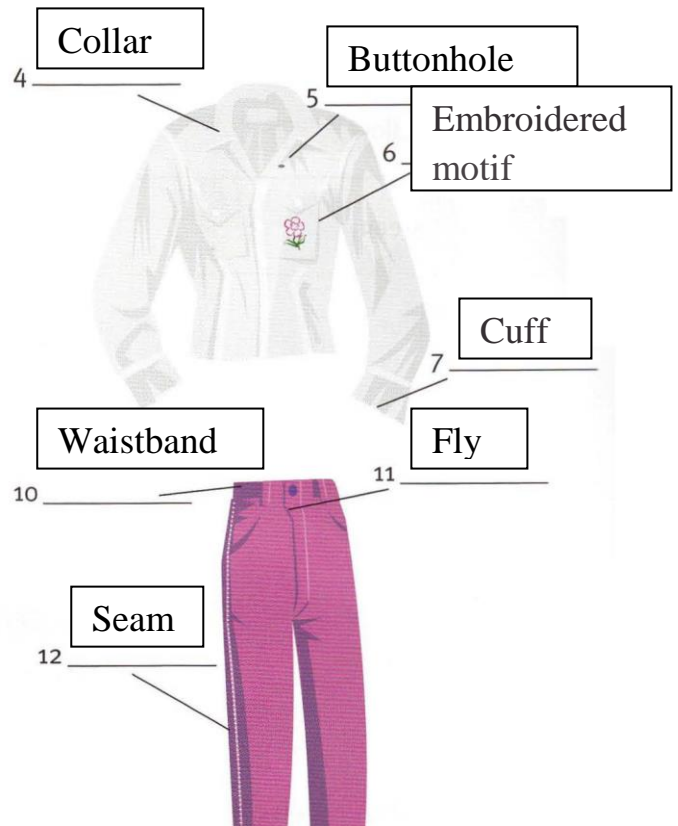 Collar
4
Buttonhole
5
Embroidered
motif
6
Cuff
7
Waistband
10
Fly
11
Seam
12